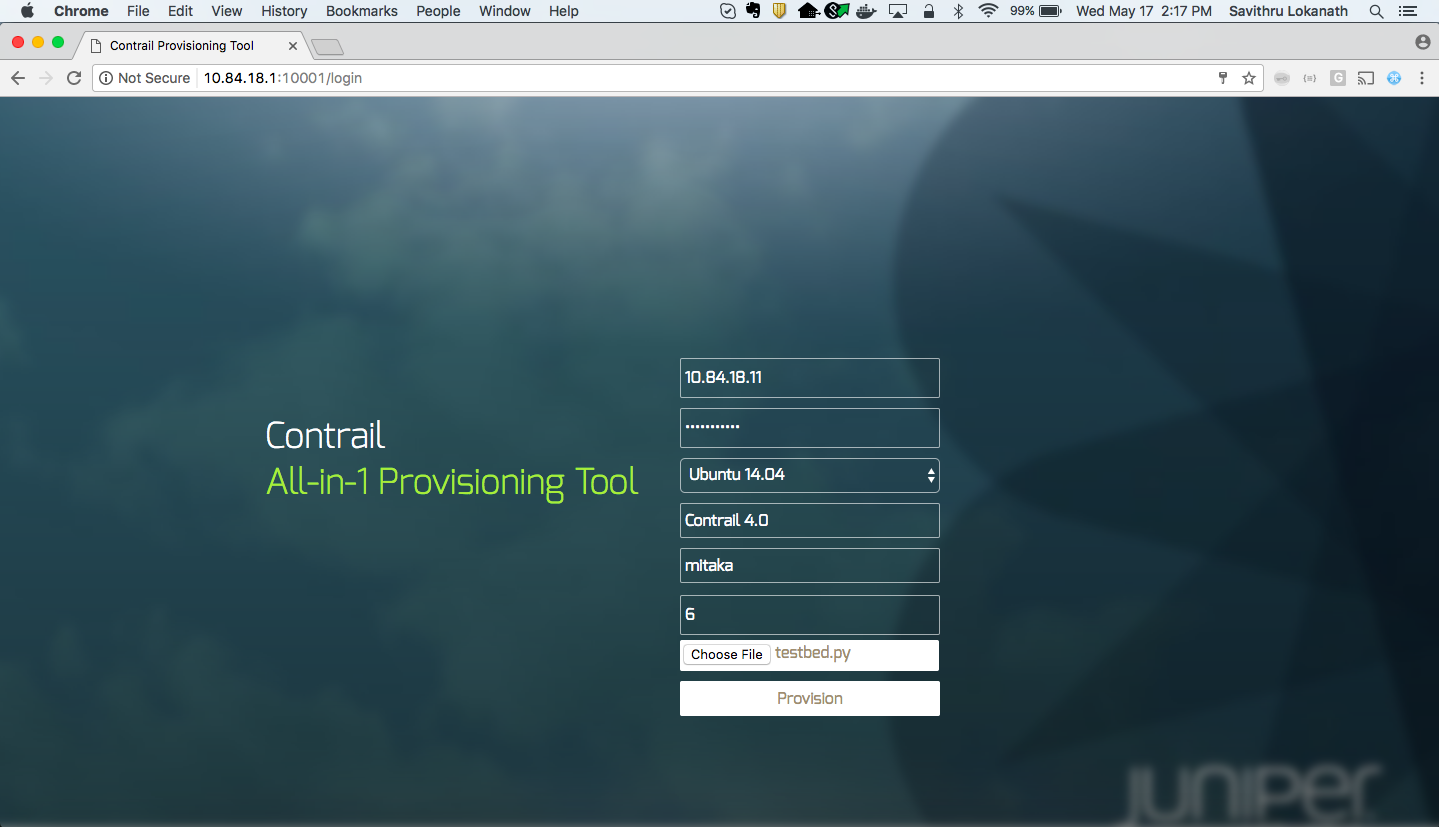 Chrome File Edit View History Bookmarks People Window Help 99% Wed May 17 2:17 PM Savithru Lokanath
Contrail Provisioning Tool
Not Secure 10.84.18.1:10001/login
10.84.18.11
•••••••••••
Contrail
All-in-1 Provisioning Tool
Ubuntu 14.04
Contrail 4.0
mitaka
6
Choose File testbed.py
Provision
juniper